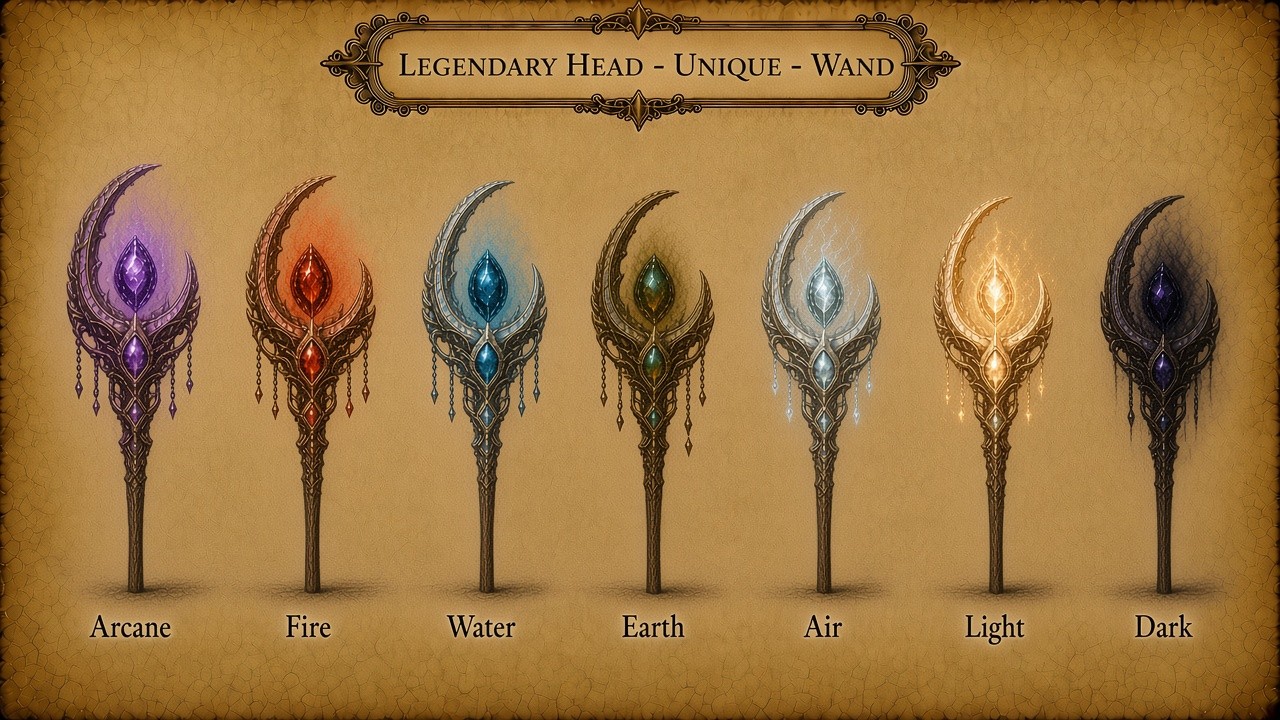 Legendary Head - Unique - Wand
Arcane
Fire
Water
Earth
Air
Light
Dark